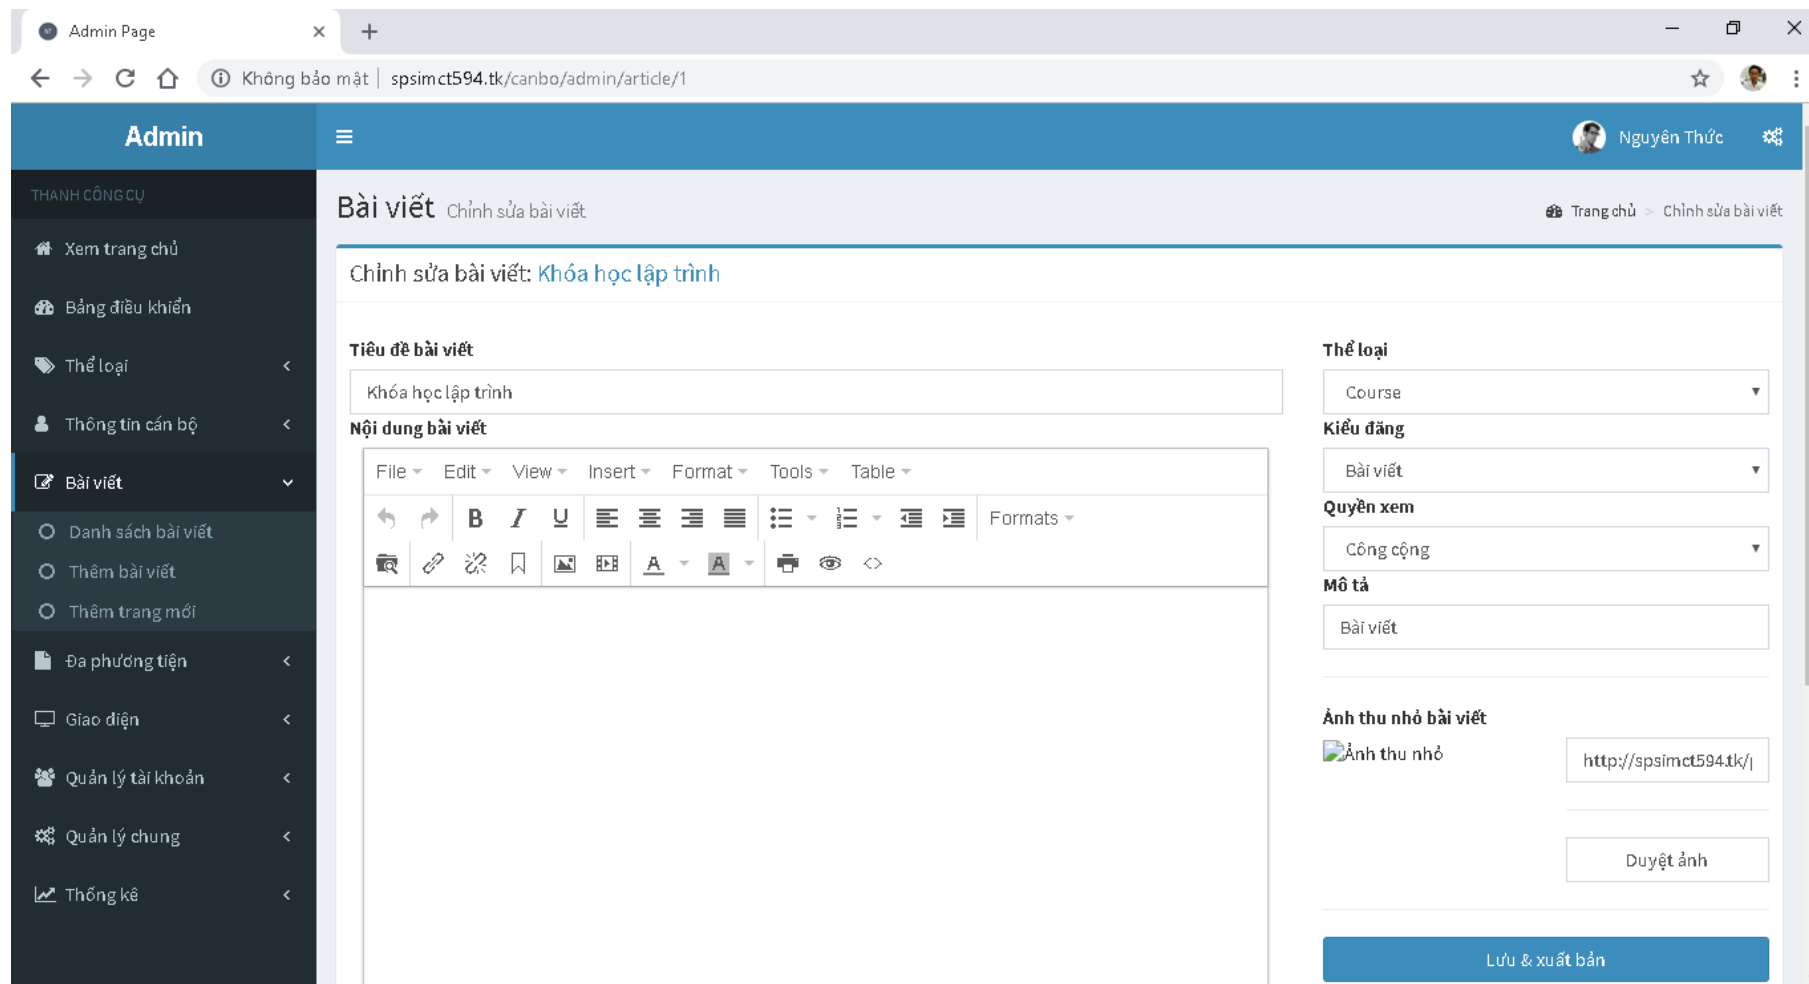 Admin Page
Không bảo mật | spsimct594.tk/canbo/admin/article/1
Admin
Nguyên Thức
THANH CÔNG CỤ
Xem trang chủ
Bảng điều khiển
Thể loại
Thông tin cán bộ
Bài viết
Danh sách bài viết
Thêm bài viết
Thêm trang mới
Đa phương tiện
Giao diện
Quản lý tài khoản
Quản lý chung
Thống kê
Bài viết Chỉnh sửa bài viết
Trang chủ > Chỉnh sửa bài viết
Chỉnh sửa bài viết: Khóa học lập trình
Tiêu đề bài viết
Khóa học lập trình
Nội dung bài viết
File Edit View Insert Format Tools Table
B I U Formats
A A
Thể loại
Course
Kiểu đăng
Bài viết
Quyền xem
Công cộng
Mô tả
Bài viết
Ảnh thu nhỏ bài viết
Ảnh thu nhỏ
http://spsimct594.tk/
Duyệt ảnh
Lưu & xuất bản